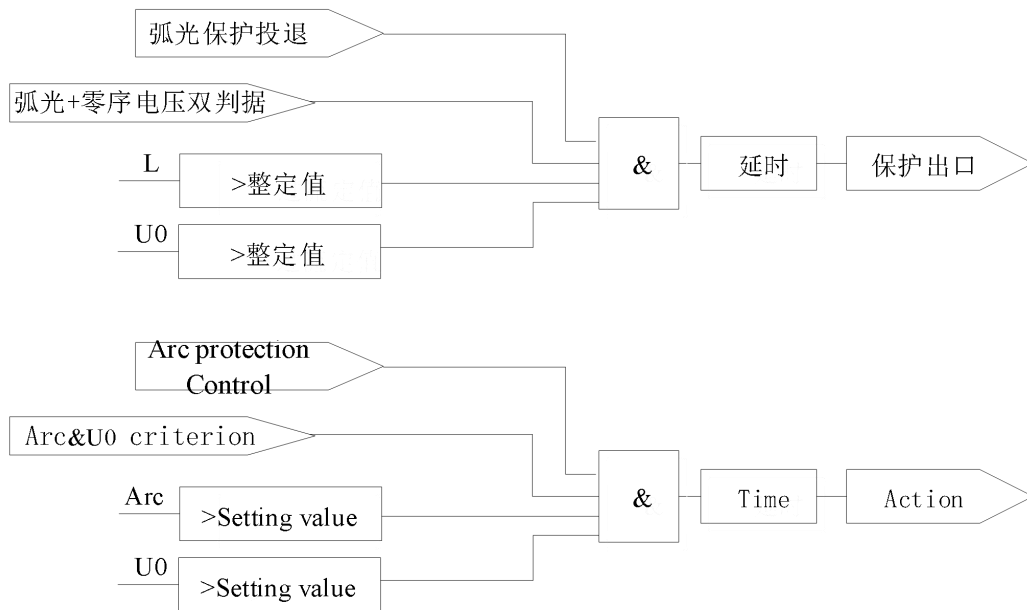 弧光保护投退
弧光+零序电压双判据
L
>整定值
U0
>整定值
&
延时
保护出口
Arc protection
Control
Arc&U0 criterion
Arc
>Setting value
U0
>Setting value
&
Time
Action